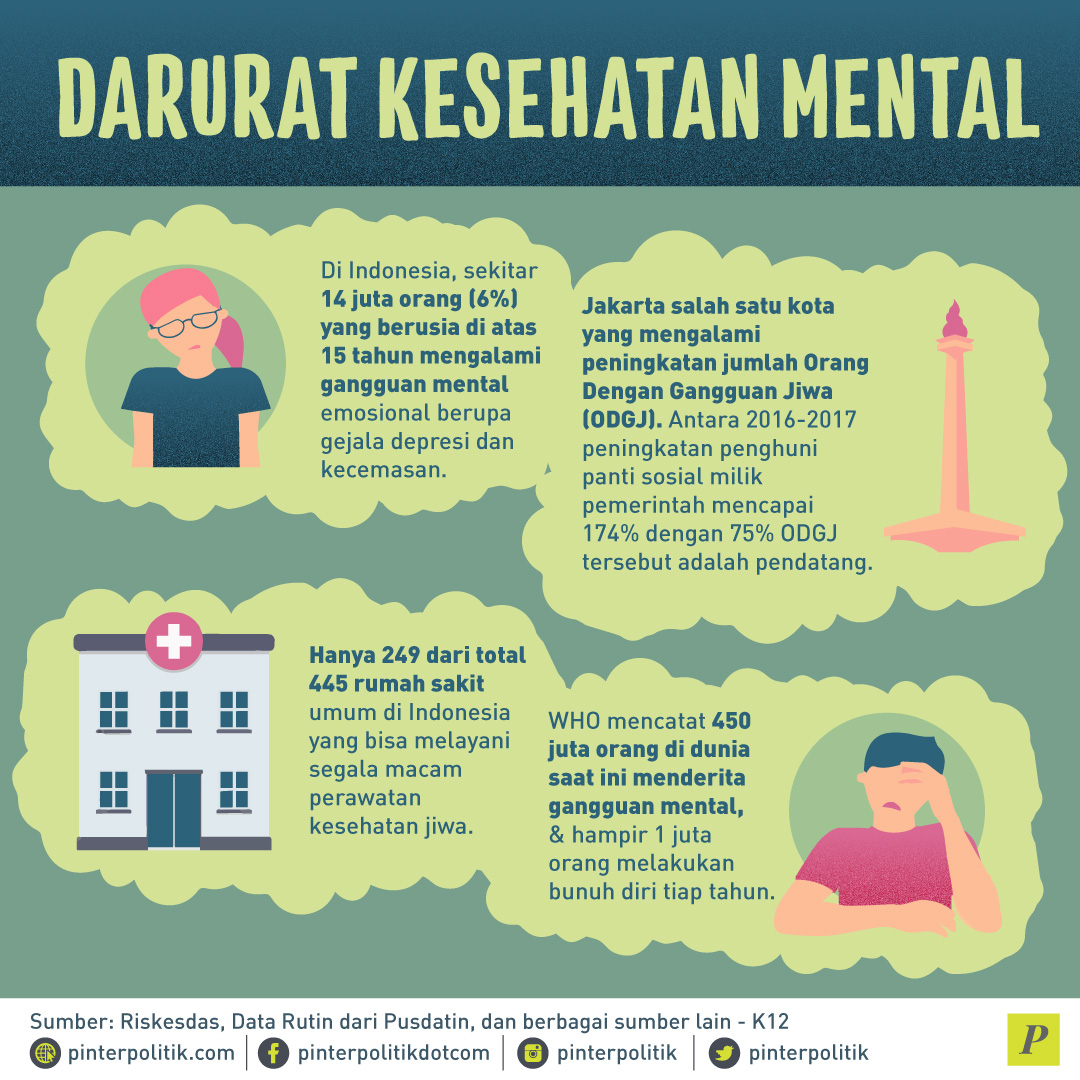 DARURAT KESEHATAN MENTAL
Di Indonesia, sekitar
14 juta orang (6%)
yang berusia di atas
15 tahun mengalami
gangguan mental
emosional berupa
gejala depresi dan
kecemasan.
Jakarta salah satu kota
yang mengalami
peningkatan jumlah Orang
Dengan Gangguan Jiwa
(ODGJ). Antara 2016-2017
peningkatan penghuni
panti sosial milik
pemerintah mencapai
174% dengan 75% ODGJ
tersebut adalah pendatang.
Hanya 249 dari total
445 rumah sakit
umum di Indonesia
yang bisa melayani
segala macam
perawatan
kesehatan jiwa.
WHO mencatat 450
juta orang di dunia
saat ini menderita
gangguan mental,
& hampir 1 juta
orang melakukan
bunuh diri tiap tahun.
Sumber: Riskesdas, Data Rutin dari Pusdatin, dan berbagai sumber lain - K12
pinterpolitik.com | pinterpolitikdotcom | pinterpolitik | pinterpolitik
P